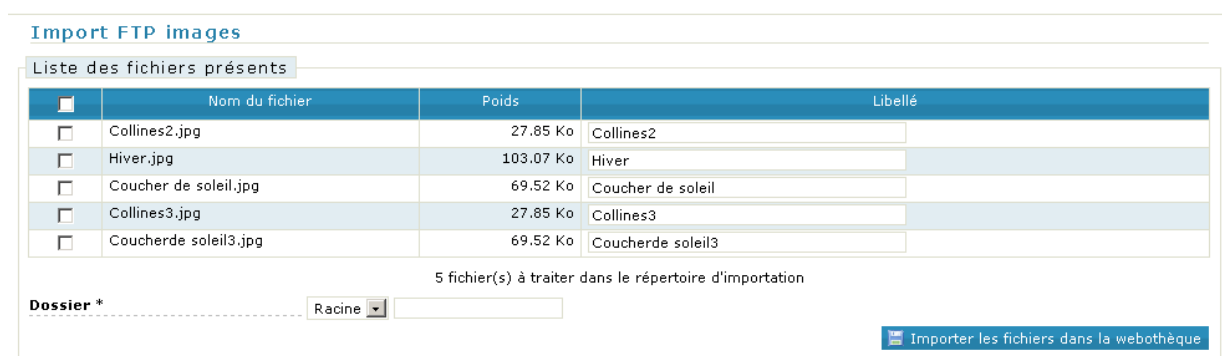 Import FTP images
Liste des fichiers présents
Nom du fichier Poids Libellé
Collines2.jpg 27.85 Ko Collines2
Hiver.jpg 103.07 Ko Hiver
Coucher de soleil.jpg 69.52 Ko Coucher de soleil
Collines3.jpg 27.85 Ko Collines3
Coucherde soleil3.jpg 69.52 Ko Coucherde soleil3
5 fichier(s) à traiter dans le répertoire d'importation
Dossier * Racine
Importer les fichiers dans la webothèque